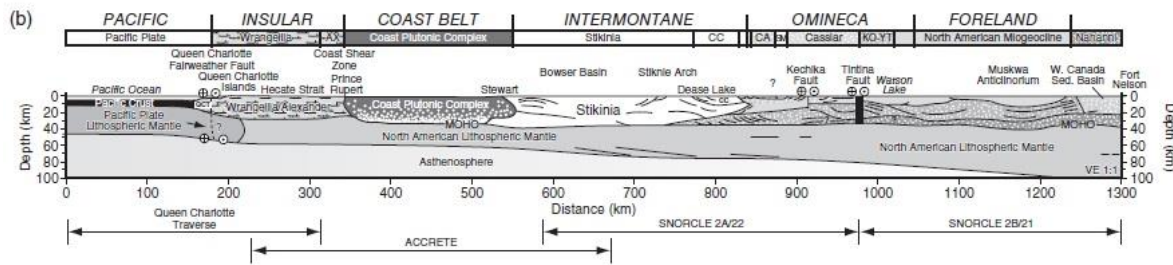 (b)
PACIFIC INSULAR COAST BELT INTERMONTANE OMINECA FORELAND
Pacific Plate Wrangellia AX Coast Plutonic Complex Stikinia CC CA SM Cassiar KO-YT North American Miogeocline Nahanni
Queen Charlotte
Fairweather Fault
Queen Charlotte
Islands
Hecate Strait
Coast Shear
Zone
Prince
Rupert
Stewart
Bowser Basin
Stiknie Arch
Dease Lake
?
Kechika
Fault
Tintina
Fault
Watson
Lake
Muskwa
Anticlinorium
W. Canada
Sed. Basin
Fort
Nelson
Pacific Ocean
Pacific Crust
QCT
Wrangellia Alexander
Coast Plutonic
Complex
Stikinia
CC
Pacific Plate
Lithospheric Mantle
?
MOHO
MOHO
North American Lithospheric Mantle
North American Lithospheric Mantle
Asthenosphere
VE 1:1
Depth (km)
0
20
40
60
80
100
0
20
40
60
80
100
Depth (km)
0 100 200 300 400 500 600 700 800 900 1000 1100 1200 1300
Distance (km)
Queen Charlotte
Traverse
SNORCLE 2A/22
SNORCLE 2B/21
ACCRETE